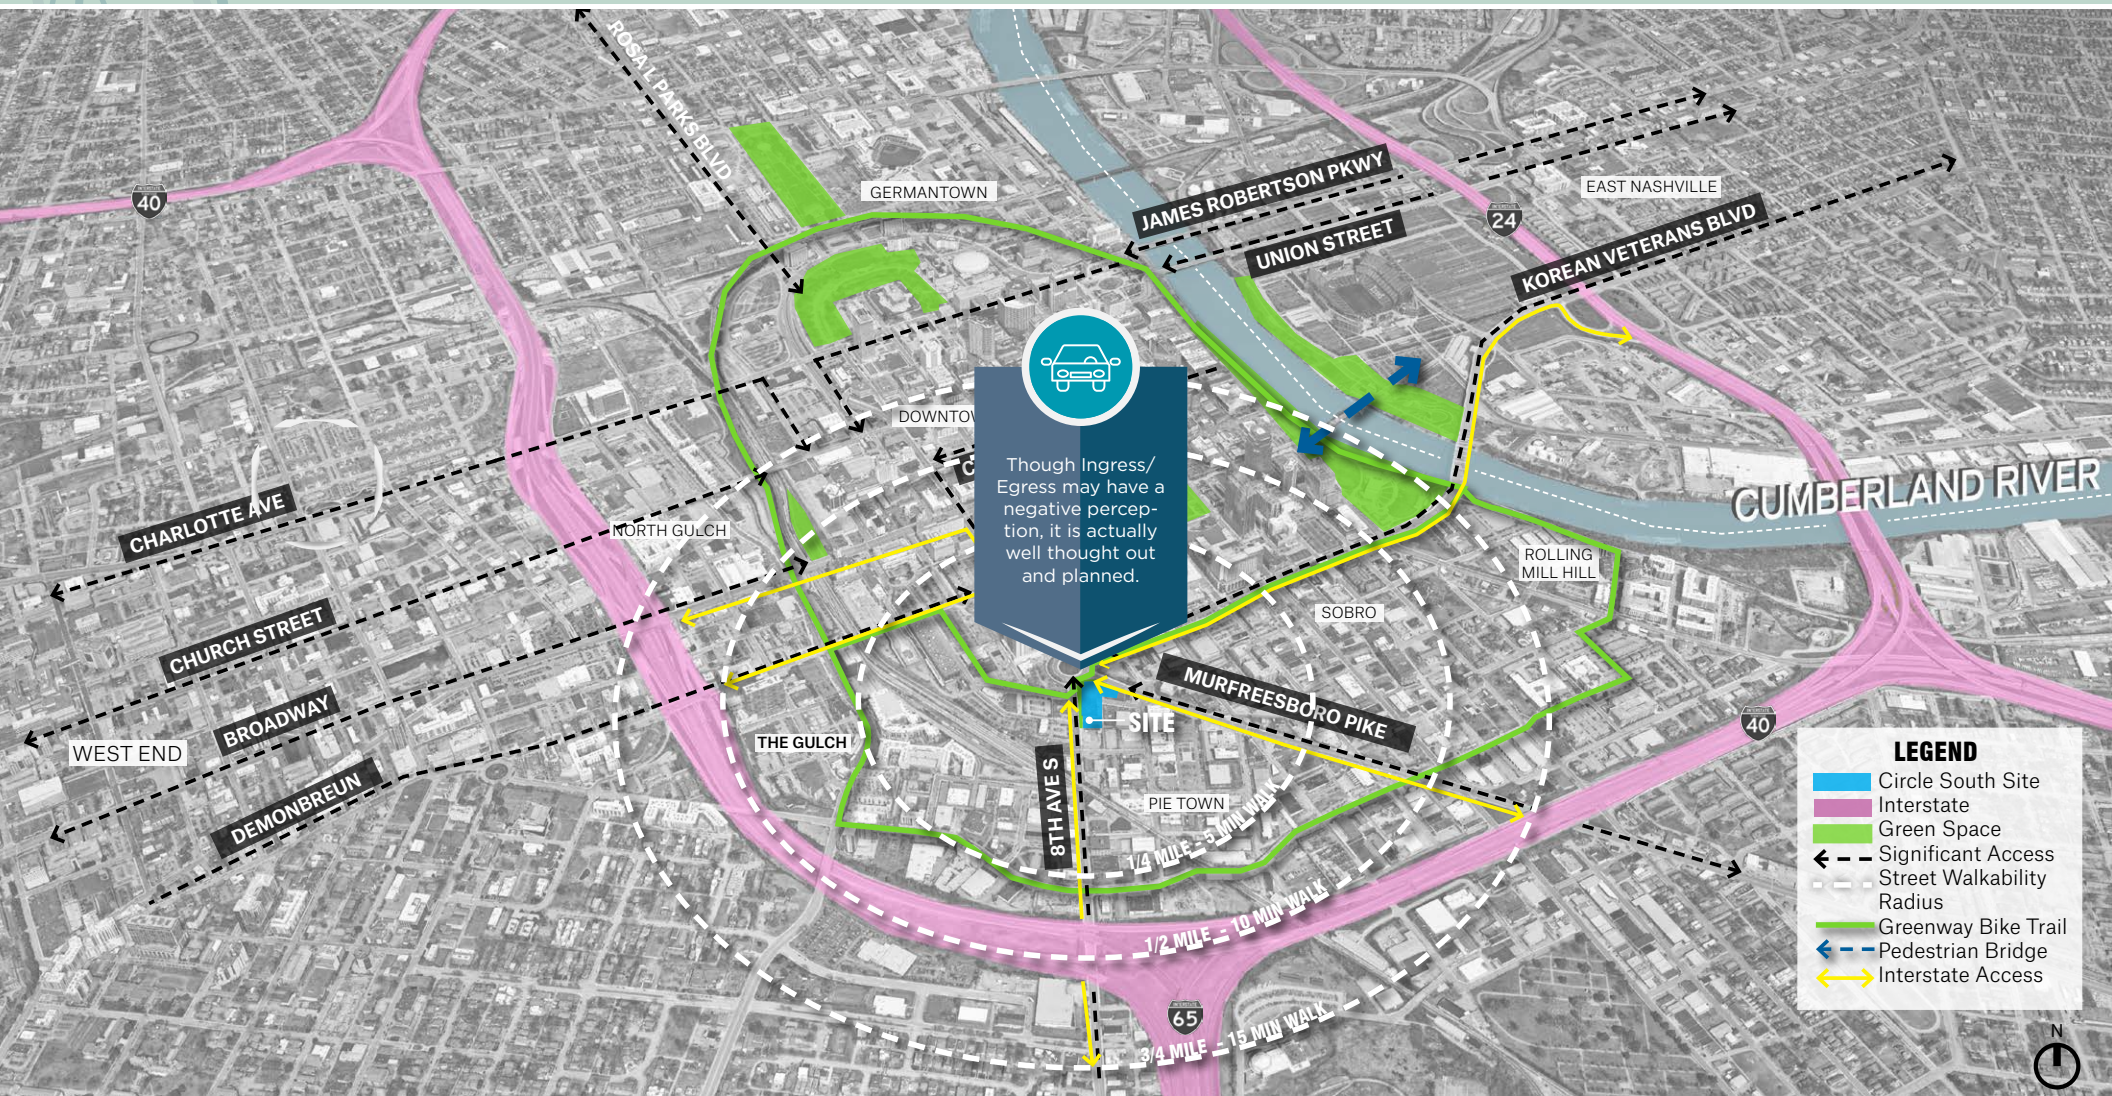 ROSA L PARKS BLVD
GERMANTOWN
JAMES ROBERTSON PKWY
EAST NASHVILLE
INTERSTATE
40
INTERSTATE
24
UNION STREET
KOREAN VETERANS BLVD
DOWNTOW
C
Though Ingress/
Egress may have a
negative percep-
tion, it is actually
well thought out
and planned.
CUMBERLAND RIVER
CHARLOTTE AVE
NORTH GULCH
ROLLING
MILL HILL
SOBRO
CHURCH STREET
BROADWAY
WEST END
DEMONBREUN
THE GULCH
SITE
MURFREESBORO PIKE
8TH AVE S
PIE TOWN
1/4 MILE - 5 MIN WALK
1/2 MILE - 10 MIN WALK
3/4 MILE - 15 MIN WALK
INTERSTATE
65
INTERSTATE
40
LEGEND
Circle South Site
Interstate
Green Space
Significant Access
Street Walkability
Radius
Greenway Bike Trail
Pedestrian Bridge
Interstate Access
N